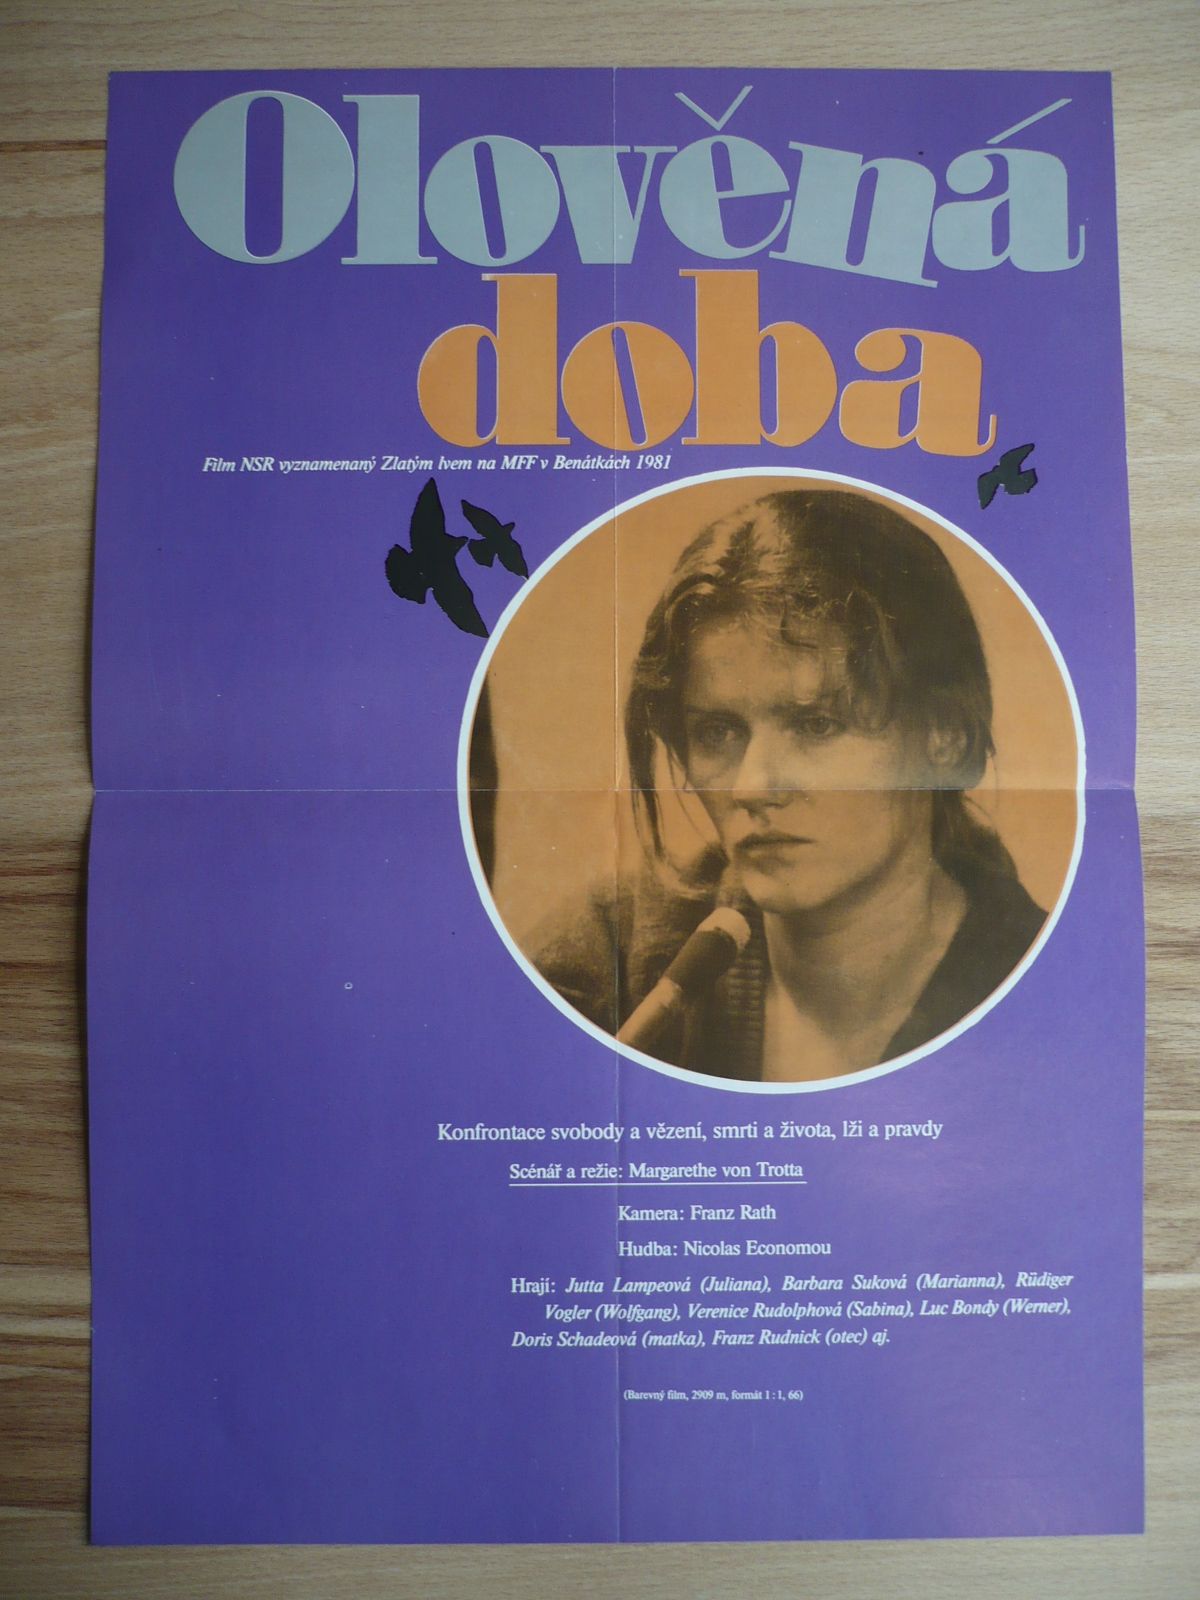 Olověná
doba
Film NSR vyznamenaný Zlatým lvem na MFF v Benátkách 1981
Konfrontace svobody a vězení, smrti a života, lži a pravdy
Scénář a režie: Margarethe von Trotta
Kamera: Franz Rath
Hudba: Nicolas Economou
Hrají: Jutta Lampeová (Juliana), Barbara Suková (Marianna), Rüdiger
Vogler (Wolfgang), Verenice Rudolphová (Sabina), Luc Bondy (Werner),
Doris Schadeová (matka), Franz Rudnick (otec) aj.
(Barevný film, 2909 m, formát 1 : 1, 66)